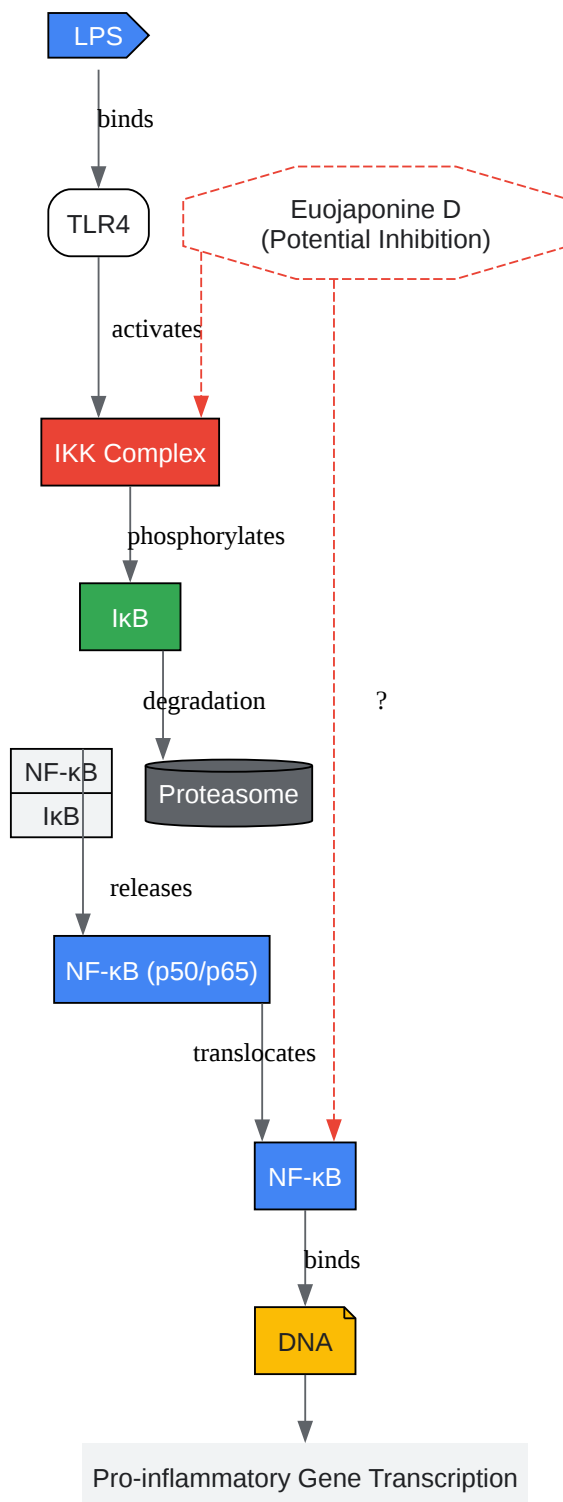 LPS
binds
TLR4
Euojaponine D
(Potential Inhibition)
activates
IKK Complex
phosphorylates
IκB
degradation
?
NF-κB
IκB
Proteasome
releases
NF-κB (p50/p65)
translocates
NF-κB
binds
DNA
Pro-inflammatory Gene Transcription